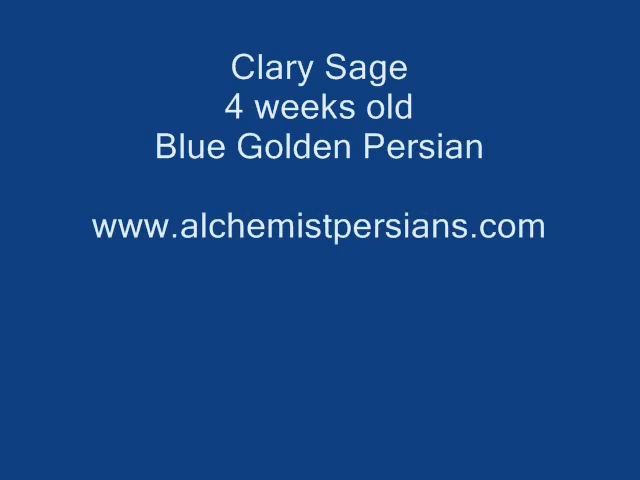 Clary Sage
4 weeks old
Blue Golden Persian
www.alchemistpersians.com